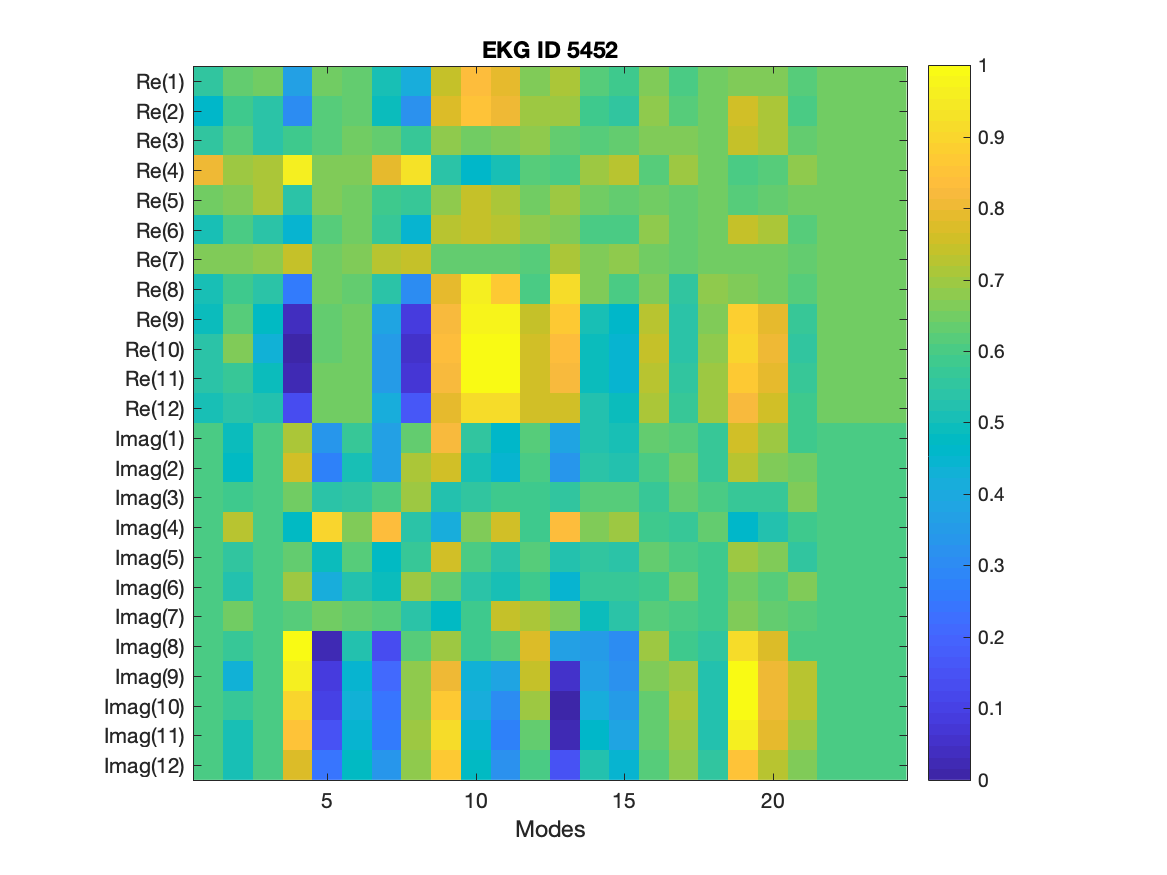 EKG ID 5452
Re(1)
Re(2)
Re(3)
Re(4)
Re(5)
Re(6)
Re(7)
Re(8)
Re(9)
Re(10)
Re(11)
Re(12)
Imag(1)
Imag(2)
Imag(3)
Imag(4)
Imag(5)
Imag(6)
Imag(7)
Imag(8)
Imag(9)
Imag(10)
Imag(11)
Imag(12)
5 10 15 20
Modes
1
0.9
0.8
0.7
0.6
0.5
0.4
0.3
0.2
0.1
0